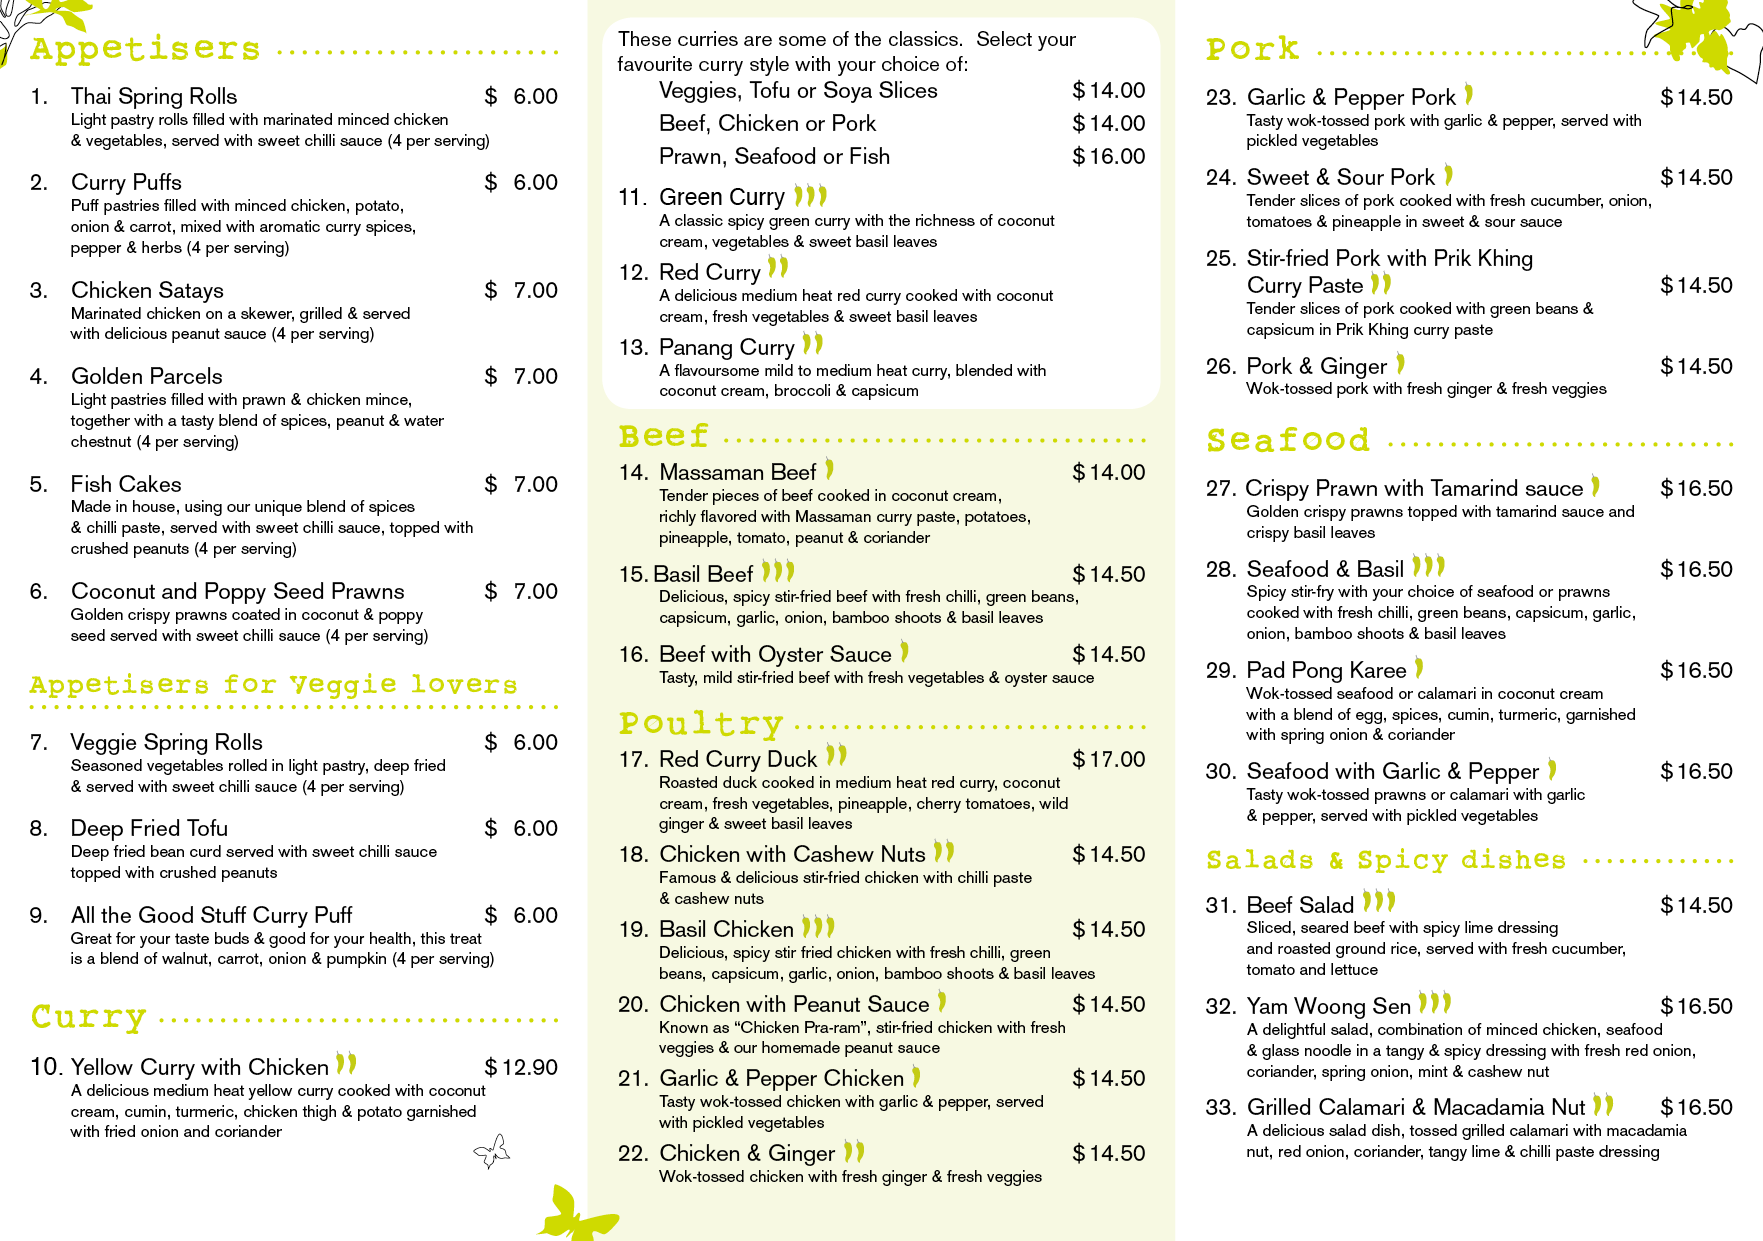 Appetisers
1. Thai Spring Rolls $ 6.00
Light pastry rolls filled with marinated minced chicken
& vegetables, served with sweet chilli sauce (4 per serving)
2. Curry Puffs $ 6.00
Puff pastries filled with minced chicken, potato,
onion & carrot, mixed with aromatic curry spices,
pepper & herbs (4 per serving)
3. Chicken Satays $ 7.00
Marinated chicken on a skewer, grilled & served
with delicious peanut sauce (4 per serving)
4. Golden Parcels $ 7.00
Light pastries filled with prawn & chicken mince,
together with a tasty blend of spices, peanut & water
chestnut (4 per serving)
5. Fish Cakes $ 7.00
Made in house, using our unique blend of spices
& chilli paste, served with sweet chilli sauce, topped with
crushed peanuts (4 per serving)
6. Coconut and Poppy Seed Prawns $ 7.00
Golden crispy prawns coated in coconut & poppy
seed served with sweet chilli sauce (4 per serving)
Appetisers for Veggie lovers
7. Veggie Spring Rolls $ 6.00
Seasoned vegetables rolled in light pastry, deep fried
& served with sweet chilli sauce (4 per serving)
8. Deep Fried Tofu $ 6.00
Deep fried bean curd served with sweet chilli sauce
topped with crushed peanuts
9. All the Good Stuff Curry Puff $ 6.00
Great for your taste buds & good for your health, this treat
is a blend of walnut, carrot, onion & pumpkin (4 per serving)
Curry
10. Yellow Curry with Chicken $ 12.90
A delicious medium heat yellow curry cooked with coconut
cream, cumin, turmeric, chicken thigh & potato garnished
with fried onion and coriander
These curries are some of the classics. Select your
favourite curry style with your choice of:
Veggies, Tofu or Soya Slices $ 14.00
Beef, Chicken or Pork $ 14.00
Prawn, Seafood or Fish $ 16.00
11. Green Curry
A classic spicy green curry with the richness of coconut
cream, vegetables & sweet basil leaves
12. Red Curry
A delicious medium heat red curry cooked with coconut
cream, fresh vegetables & sweet basil leaves
13. Panang Curry
A flavoursome mild to medium heat curry, blended with
coconut cream, broccoli & capsicum
Beef
14. Massaman Beef $ 14.00
Tender pieces of beef cooked in coconut cream,
richly flavored with Massaman curry paste, potatoes,
pineapple, tomato, peanut & coriander
15. Basil Beef $ 14.50
Delicious, spicy stir-fried beef with fresh chilli, green beans,
capsicum, garlic, onion, bamboo shoots & basil leaves
16. Beef with Oyster Sauce $ 14.50
Tasty, mild stir-fried beef with fresh vegetables & oyster sauce
Poultry
17. Red Curry Duck $ 17.00
Roasted duck cooked in medium heat red curry, coconut
cream, fresh vegetables, pineapple, cherry tomatoes, wild
ginger & sweet basil leaves
18. Chicken with Cashew Nuts $ 14.50
Famous & delicious stir-fried chicken with chilli paste
& cashew nuts
19. Basil Chicken $ 14.50
Delicious, spicy stir fried chicken with fresh chilli, green
beans, capsicum, garlic, onion, bamboo shoots & basil leaves
20. Chicken with Peanut Sauce $ 14.50
Known as “Chicken Pra-ram”, stir-fried chicken with fresh
veggies & our homemade peanut sauce
21. Garlic & Pepper Chicken $ 14.50
Tasty wok-tossed chicken with garlic & pepper, served
with pickled vegetables
22. Chicken & Ginger $ 14.50
Wok-tossed chicken with fresh ginger & fresh veggies
Pork
23. Garlic & Pepper Pork $ 14.50
Tasty wok-tossed pork with garlic & pepper, served with
pickled vegetables
24. Sweet & Sour Pork $ 14.50
Tender slices of pork cooked with fresh cucumber, onion,
tomatoes & pineapple in sweet & sour sauce
25. Stir-fried Pork with Prik Khing
Curry Paste $ 14.50
Tender slices of pork cooked with green beans &
capsicum in Prik Khing curry paste
26. Pork & Ginger $ 14.50
Wok-tossed pork with fresh ginger & fresh veggies
Seafood
27. Crispy Prawn with Tamarind sauce $ 16.50
Golden crispy prawns topped with tamarind sauce and
crispy basil leaves
28. Seafood & Basil $ 16.50
Spicy stir-fry with your choice of seafood or prawns
cooked with fresh chilli, green beans, capsicum, garlic,
onion, bamboo shoots & basil leaves
29. Pad Pong Karee $ 16.50
Wok-tossed seafood or calamari in coconut cream
with a blend of egg, spices, cumin, turmeric, garnished
with spring onion & coriander
30. Seafood with Garlic & Pepper $ 16.50
Tasty wok-tossed prawns or calamari with garlic
& pepper, served with pickled vegetables
Salads & Spicy dishes
31. Beef Salad $ 14.50
Sliced, seared beef with spicy lime dressing
and roasted ground rice, served with fresh cucumber,
tomato and lettuce
32. Yam Woong Sen $ 16.50
A delightful salad, combination of minced chicken, seafood
& glass noodle in a tangy & spicy dressing with fresh red onion,
coriander, spring onion, mint & cashew nut
33. Grilled Calamari & Macadamia Nut $ 16.50
A delicious salad dish, tossed grilled calamari with macadamia
nut, red onion, coriander, tangy lime & chilli paste dressing